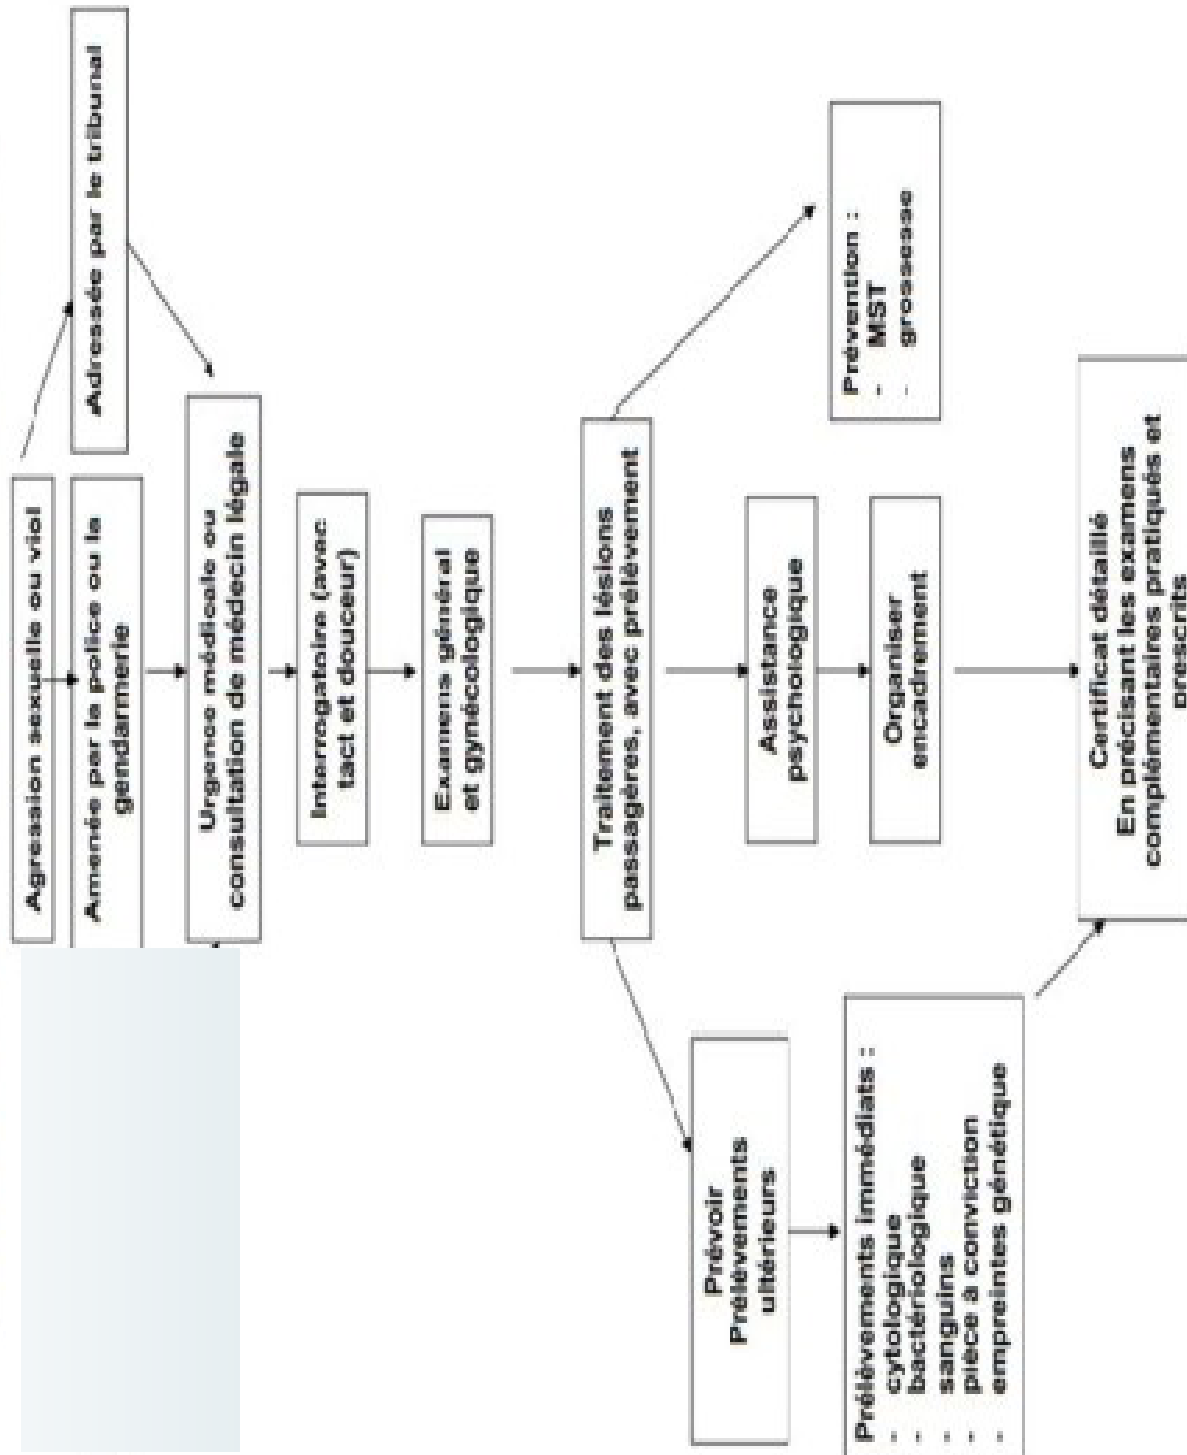 Agression sexuelle ou viol
Amenée par la police ou la
gendarmerie
Adressée par le tribunal
Urgence médicale ou
consultation de médecin légale
Interrogatoire (avec
tact et douceur)
Examens général
et gynécologique
Traitement des lésions
passagères, avec prélèvement
Prévoir
Prélèvements
ultérieurs
Prélèvements immédiats :
- cytologique
- bactériologique
- sanguins
- pièce à conviction
- empreintes génétique
Assistance
psychologique
Organiser
encadrement
Prévention :
- MST
- grossesse
Certificat détaillé
En précisant les examens
complémentaires pratiqués et
prescrits